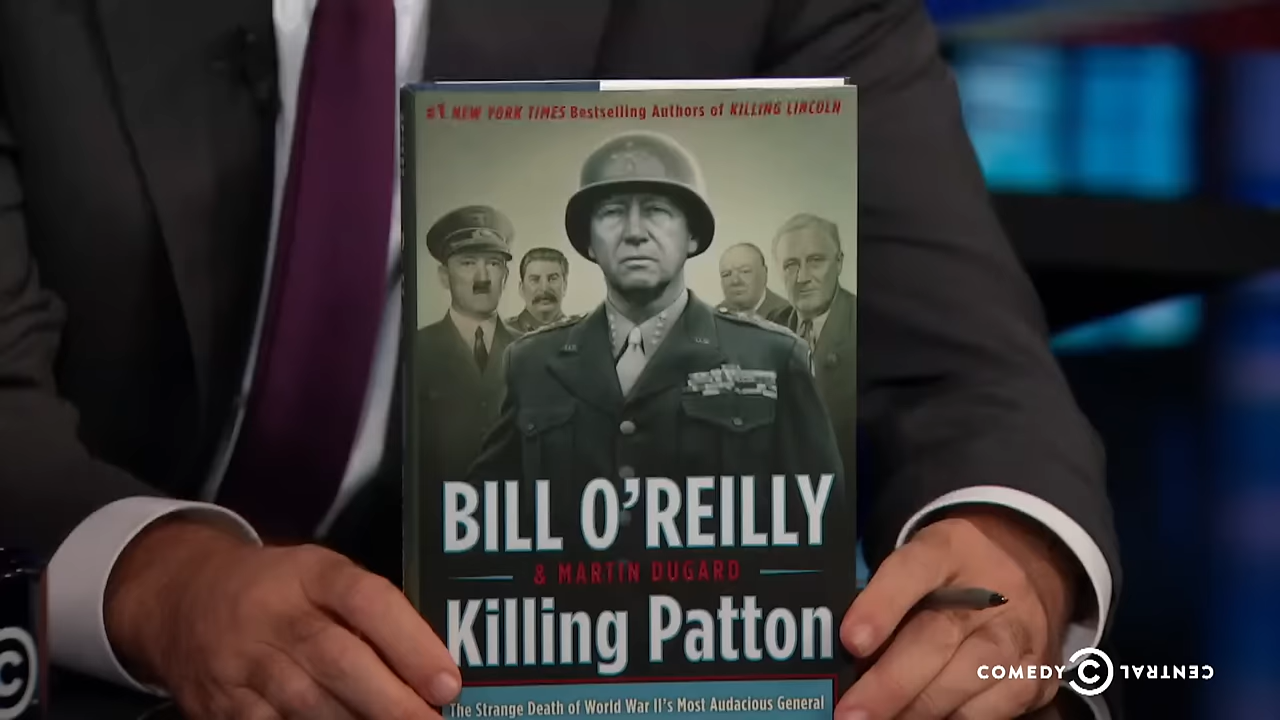 #1 NEW YORK TIMES Bestselling Authors of KILLING LINCOLN
BILL O'REILLY
& MARTIN DUGARD
Killing Patton
The Strange Death of World War II's Most Audacious General
COMEDY C CENTRAL
C